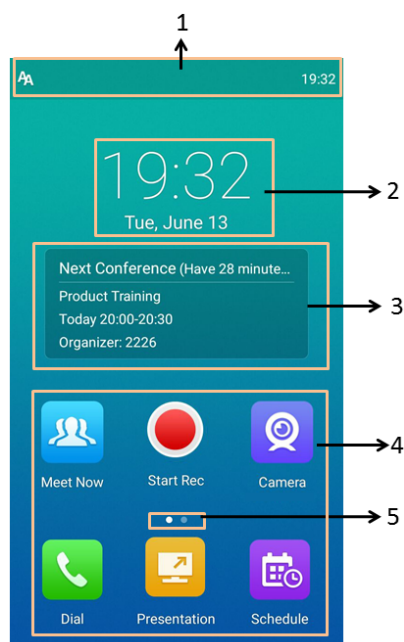 1
AA 19:32
19:32
2
Tue, June 13
Next Conference (Have 28 minute...
Product Training
3
Today 20:00-20:30
Organizer: 2226
4
Meet Now Start Rec Camera
5
Dial Presentation Schedule